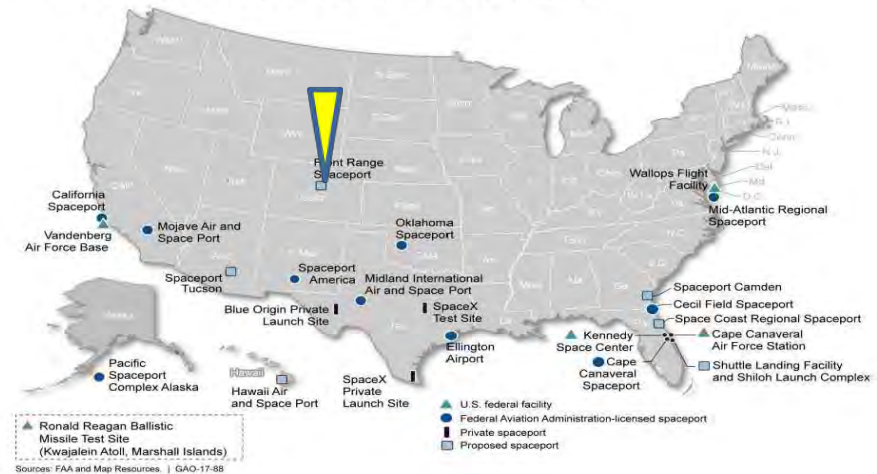 Front Range
Spaceport
Wallops Flight
Facility
Mid-Atlantic Regional
Spaceport
California
Spaceport
Vandenberg
Air Force Base
Mojave Air and
Space Port
Oklahoma
Spaceport
Spaceport
Tucson
Spaceport
America
Midland International
Air and Space Port
Blue Origin Private
Launch Site
SpaceX
Test Site
Spaceport Camden
Cecil Field Spaceport
Space Coast Regional Spaceport
Ellington
Airport
Kennedy
Space Center
Cape Canaveral
Air Force Station
Cape
Canaveral
Spaceport
Shuttle Landing Facility
and Shiloh Launch Complex
Pacific
Spaceport
Complex Alaska
Hawaii
Hawaii Air
and Space Port
SpaceX
Private
Launch Site
U.S. federal facility
Federal Aviation Administration-licensed spaceport
Private spaceport
Proposed spaceport
Ronald Reagan Ballistic
Missile Test Site
(Kwajalein Atoll, Marshall Islands)
Sources: FAA and Map Resources. | GAO-17-88